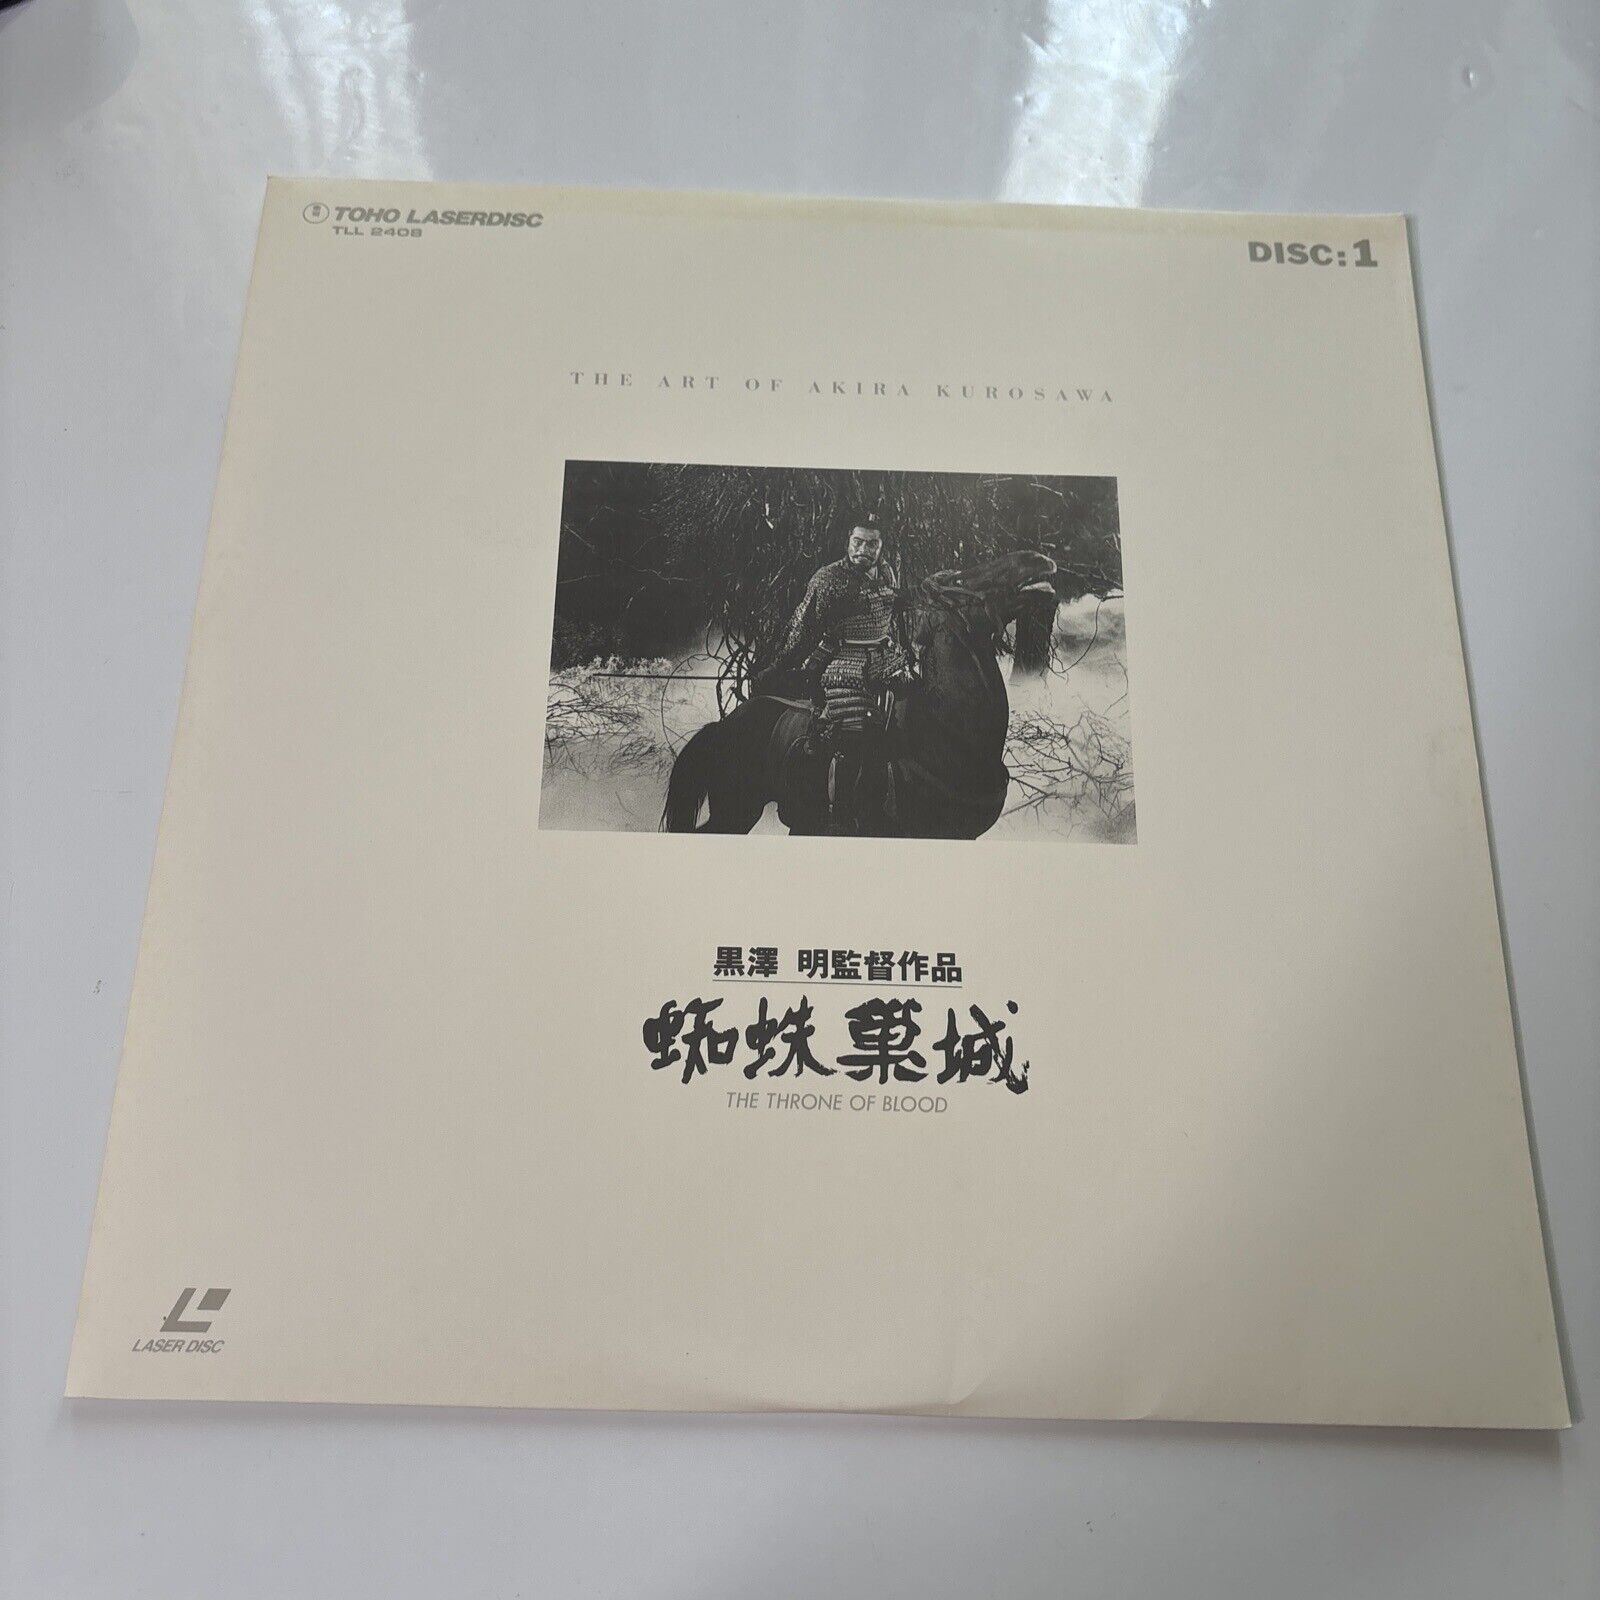 TOHO LASERDISC
TLL 2408
DISC:1
THE ART OF AKIRA KUROSAWA
黒澤 明監督作品
蜘蛛巣城
THE THRONE OF BLOOD
LASER DISC